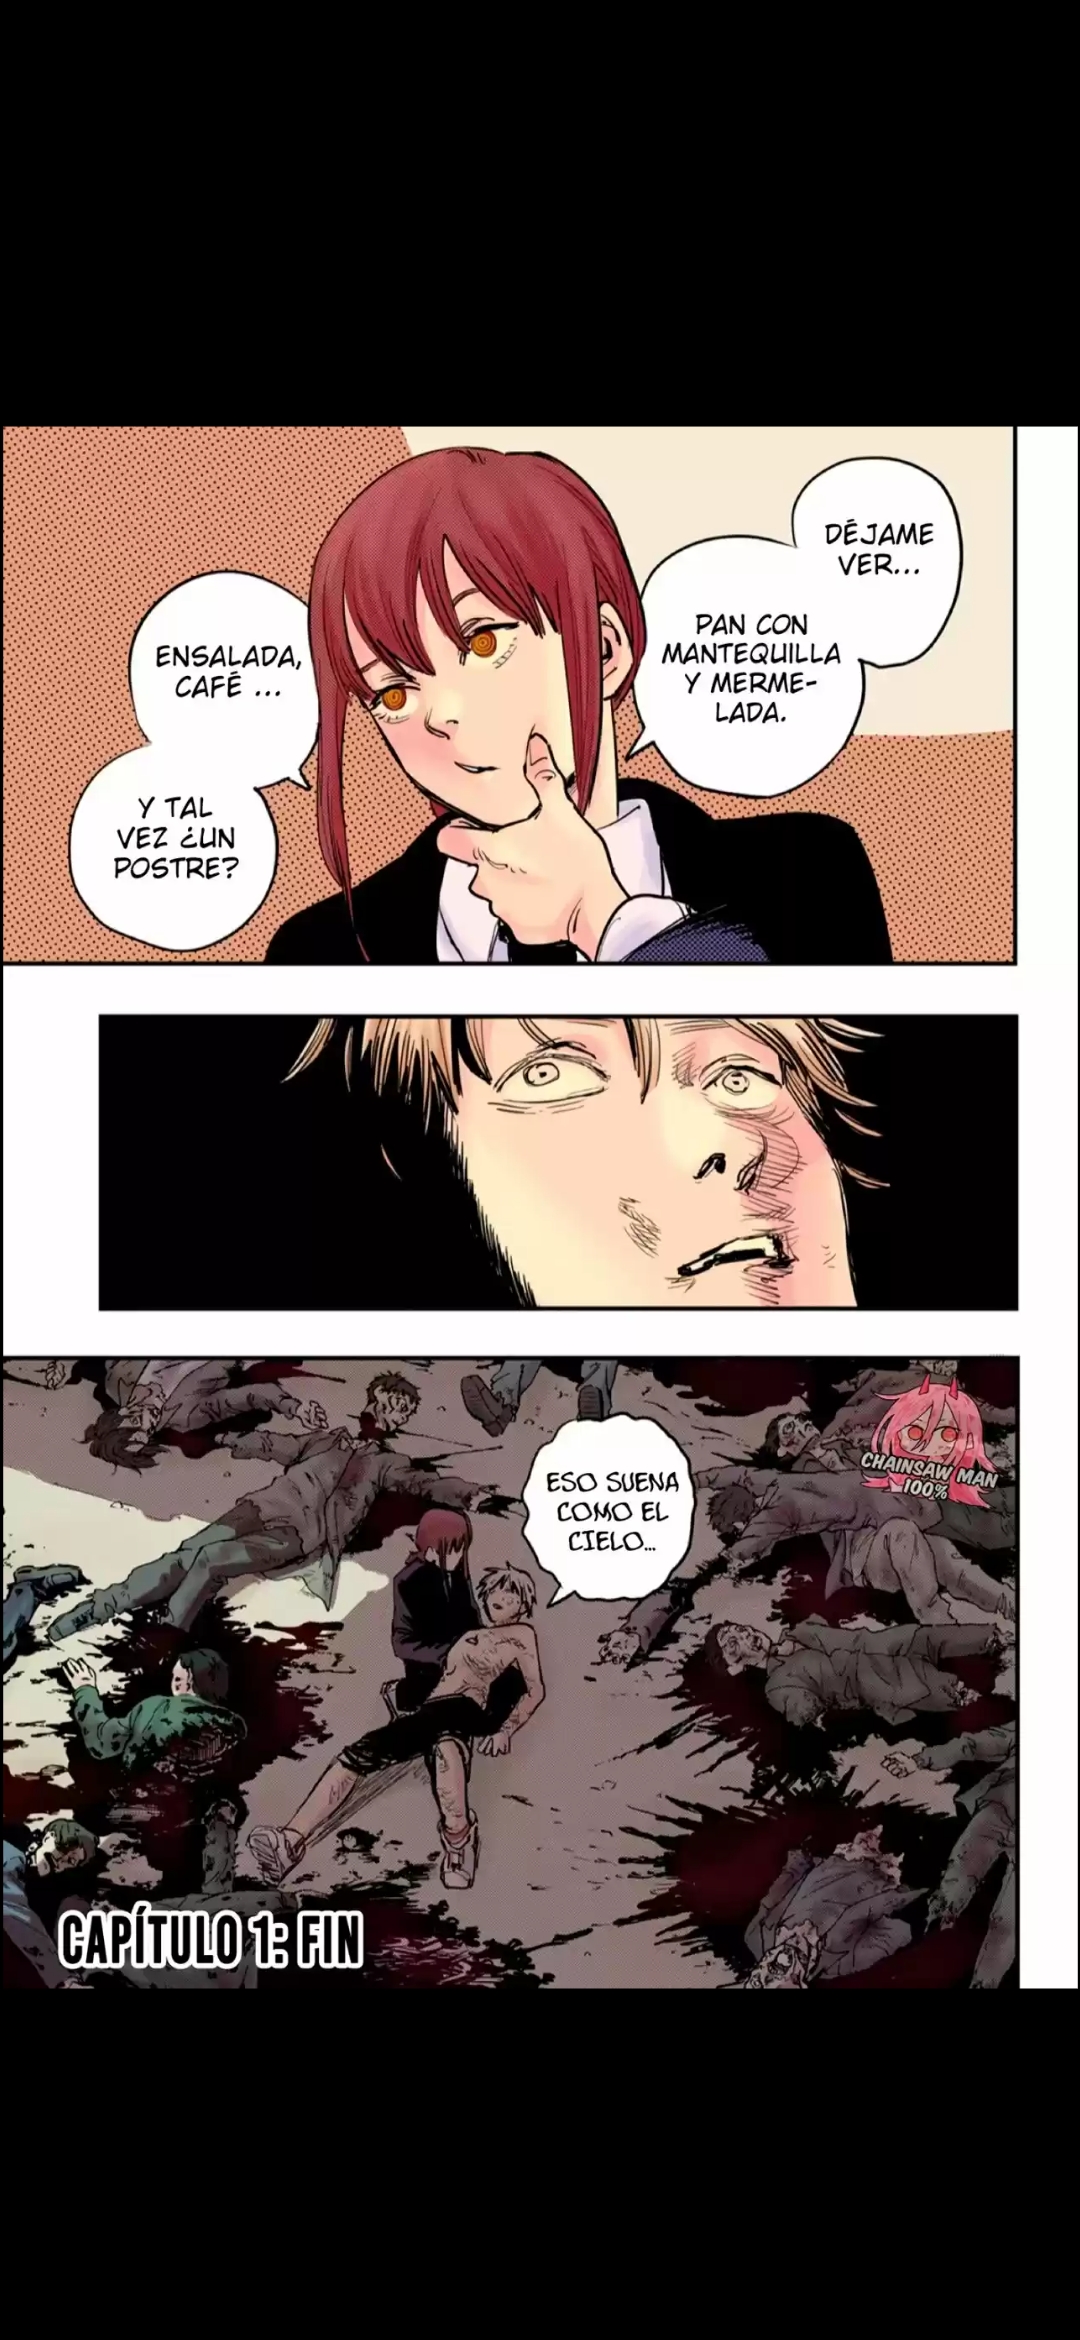 DÉJAME
VER...
PAN CON
MANTEQUILLA
Y MERME-
LADA.
ENSALADA,
CAFÉ ...
Y TAL
VEZ ¿UN
POSTRE?
ESO SUENA
COMO EL
CIELO...
CHAINSAW MAN
100%
CAPÍTULO 1: FIN